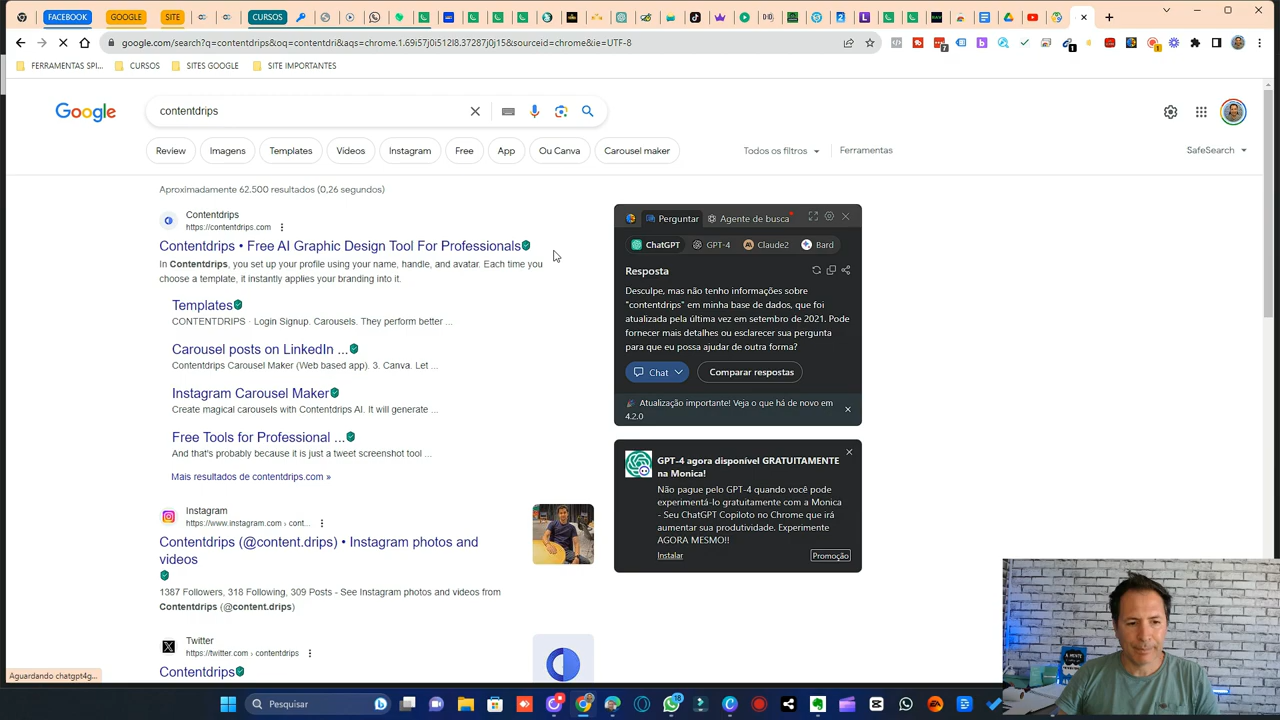 FACEBOOK
GOOGLE
SITE
CURSOS
google.com/search?q=contentdrips&oq=contentdri&aqs=chrome.1.69i57j0i512l8.37287j0j15&sourceid=chrome&ie=UTF-8
FERRAMENTAS SPI...
CURSOS
SITES GOOGLE
SITE IMPORTANTES
Google
contentdrips
Review
Imagens
Templates
Vídeos
Instagram
Free
App
Ou Canva
Carousel maker
Todos os filtros
Ferramentas
SafeSearch
Aproximadamente 62.500 resultados (0,26 segundos)
Contentdrips
https://contentdrips.com
Contentdrips • Free AI Graphic Design Tool For Professionals
In Contentdrips, you set up your profile using your name, handle, and avatar. Each time you
choose a template, it instantly applies your branding into it.
Templates
CONTENTDRIPS · Login Signup. Carousels. They perform better ...
Carousel posts on LinkedIn ...
Contentdrips Carousel Maker (Web based app). 3. Canva. Let ...
Instagram Carousel Maker
Create magical carousels with Contentdrips AI. It will generate ...
Free Tools for Professional ...
And that's probably because it is just a tweet screenshot tool ...
Mais resultados de contentdrips.com »
Instagram
https://www.instagram.com › cont...
Contentdrips (@content.drips) • Instagram photos and
videos
1387 Followers, 318 Following, 309 Posts - See Instagram photos and videos from
Contentdrips (@content.drips)
Twitter
https://twitter.com › contentdrips
Contentdrips
Perguntar
Agente de busca
ChatGPT
GPT-4
Claude2
Bard
Resposta
Desculpe, mas não tenho informações sobre
"contentdrips" em minha base de dados, que foi
atualizada pela última vez em setembro de 2021. Pode
fornecer mais detalhes ou esclarecer sua pergunta
para que eu possa ajudar de outra forma?
Chat
Comparar respostas
Atualização importante! Veja o que há de novo em
4.2.0
GPT-4 agora disponível GRATUITAMENTE
na Monica!
Não pague pelo GPT-4 quando você pode
experimentá-lo gratuitamente com a Monica
- Seu ChatGPT Copiloto no Chrome que irá
aumentar sua produtividade. Experimente
AGORA MESMO!!
Instalar
Promoção
Aguardando chatgpt4g...
Pesquisar
18